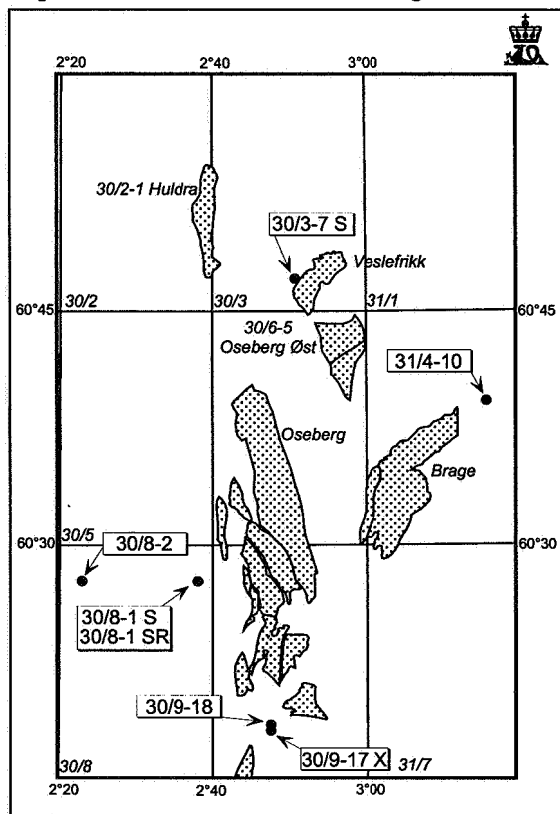 2°20
2°40
3°00
30/2-1 Huldra
30/3-7 S
Veslefrikk
60°45
30/2
30/3
31/1
60°45
30/6-5
Oseberg Øst
31/4-10
Oseberg
Brage
60°30
30/5
60°30
30/8-2
30/8-1 S
30/8-1 SR
30/9-18
30/9-17 X
30/8
31/7
2°20
2°40
3°00